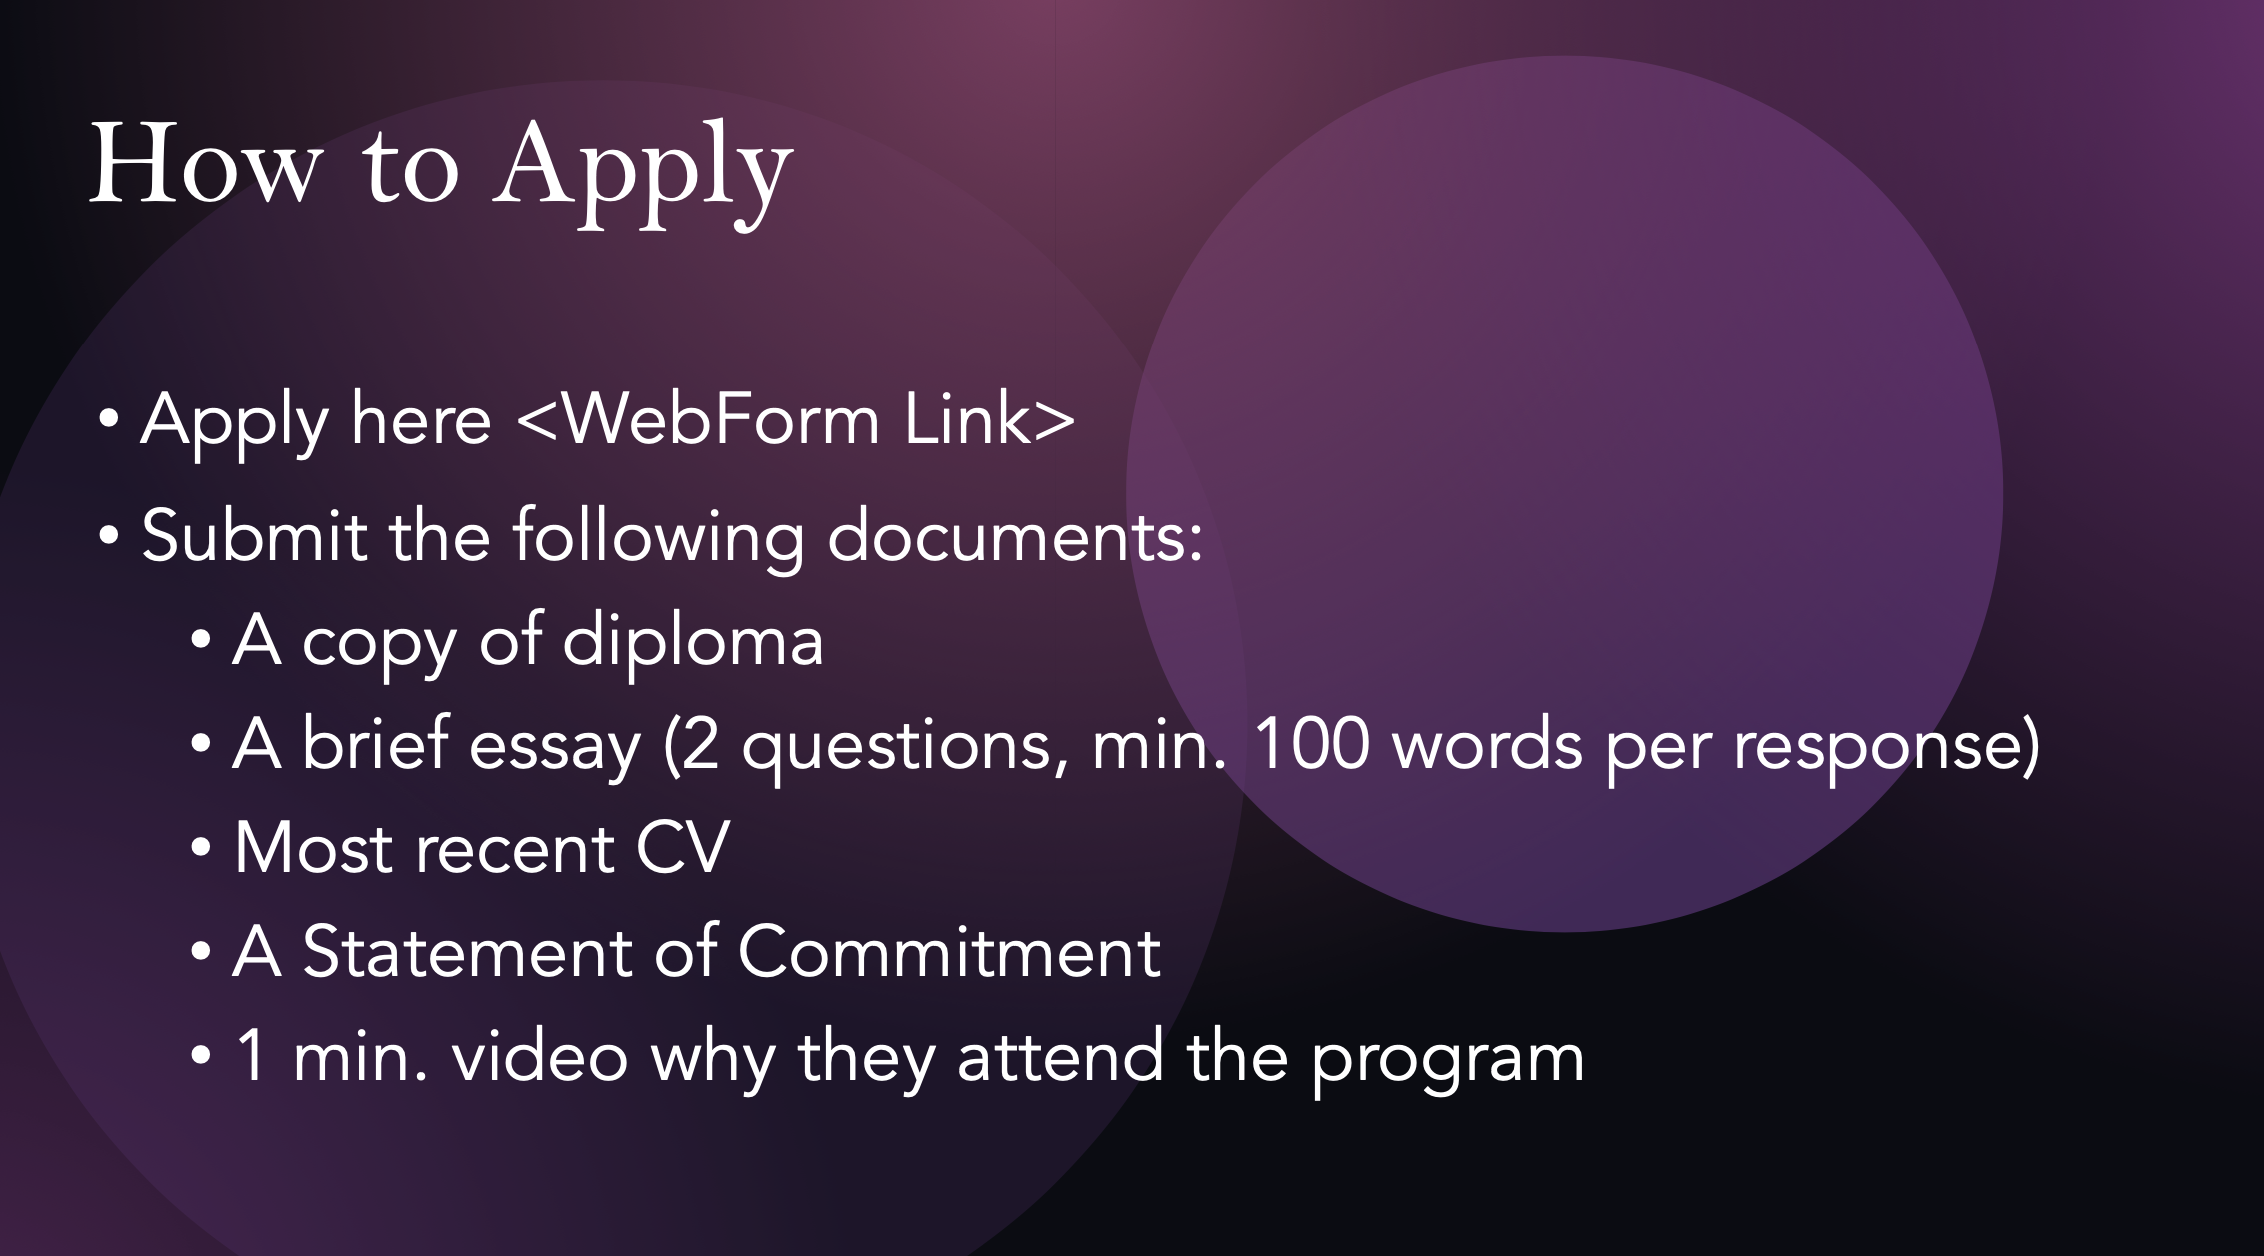 How to Apply
• Apply here <WebForm Link>
• Submit the following documents:
• A copy of diploma
• A brief essay (2 questions, min. 100 words per response)
• Most recent CV
• A Statement of Commitment
• 1 min. video why they attend the program